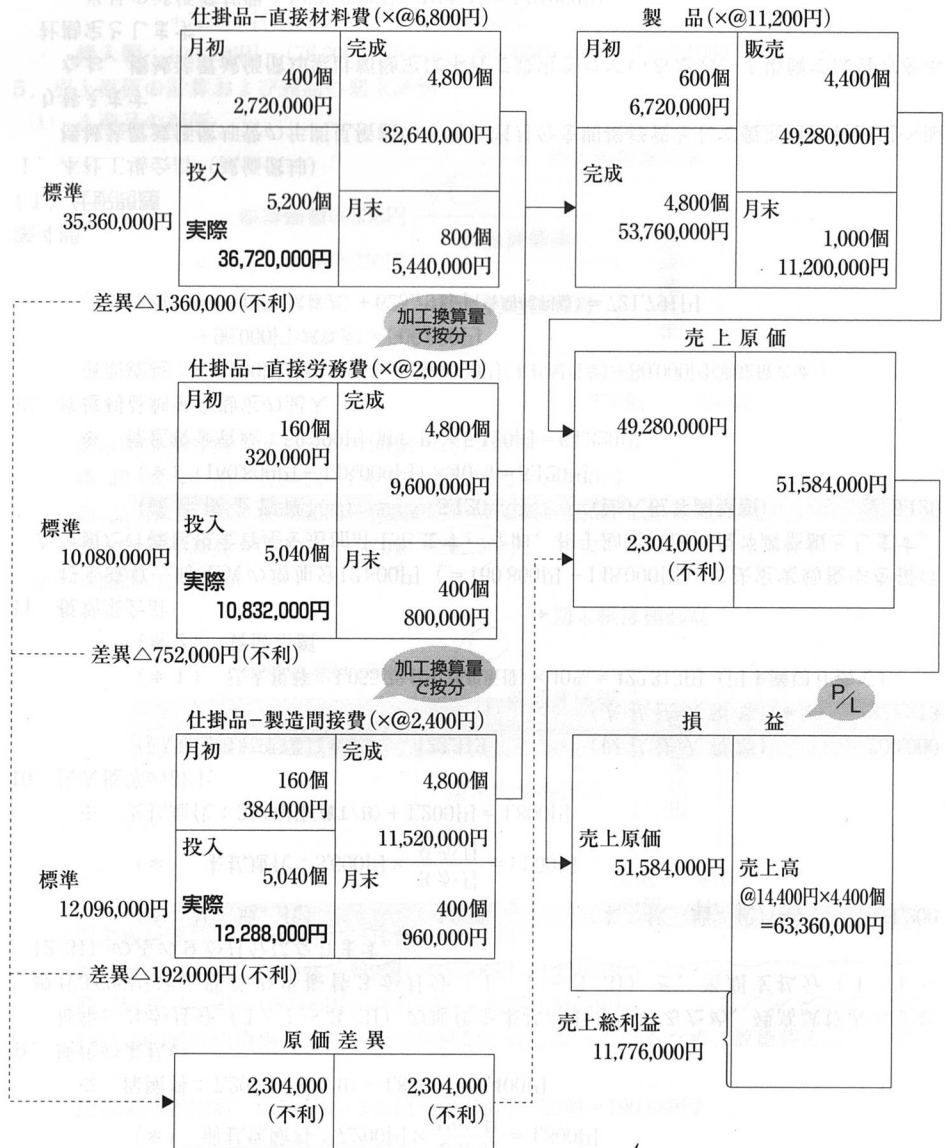 仕掛品－直接材料費(×@6,800円)
月初
400個
2,720,000円
完成
4,800個
32,640,000円
標準
35,360,000円
投入
5,200個
実際
36,720,000円
月末
800個
5,440,000円
差異△1,360,000(不利)
加工換算量
で按分
仕掛品－直接労務費(×@2,000円)
月初
160個
320,000円
完成
4,800個
9,600,000円
標準
10,080,000円
投入
5,040個
実際
10,832,000円
月末
400個
800,000円
差異△752,000円(不利)
加工換算量
で按分
仕掛品－製造間接費(×@2,400円)
月初
160個
384,000円
完成
4,800個
11,520,000円
標準
12,096,000円
投入
5,040個
実際
12,288,000円
月末
400個
960,000円
差異△192,000円(不利)
原価差異
2,304,000
(不利)
2,304,000
(不利)
製　品(×@11,200円)
月初
600個
6,720,000円
販売
4,400個
49,280,000円
完成
4,800個
53,760,000円
月末
1,000個
11,200,000円
売上原価
49,280,000円
2,304,000円
(不利)
51,584,000円
P/L
損　益
売上原価
51,584,000円
売上高
@14,400円×4,400個
=63,360,000円
売上総利益
11,776,000円